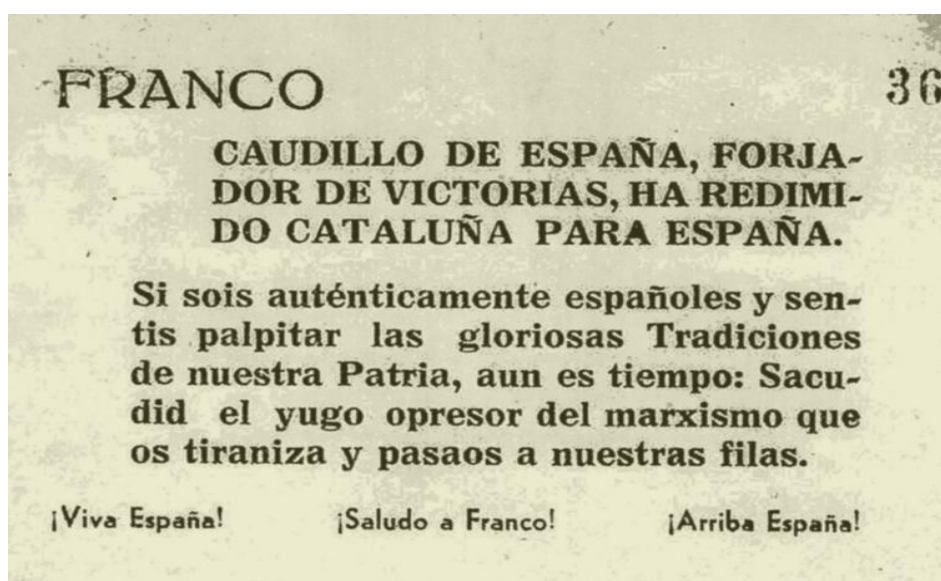 FRANCO 36
CAUDILLO DE ESPAÑA, FORJA-
DOR DE VICTORIAS, HA REDIMI-
DO CATALUÑA PARA ESPAÑA.
Si sois auténticamente españoles y sen-
tis palpitar las gloriosas Tradiciones
de nuestra Patria, aun es tiempo: Sacu-
did el yugo opresor del marxismo que
os tiraniza y pasaos a nuestras filas.
¡Viva España! ¡Saludo a Franco! ¡Arriba España!